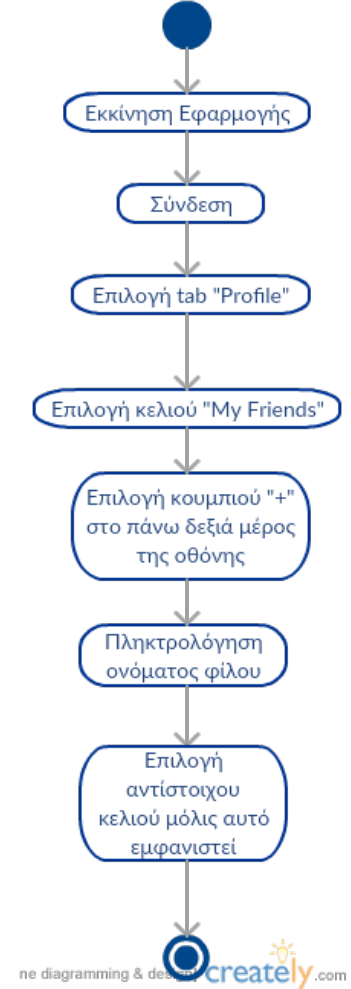 Εκκίνηση Εφαρμογής
Σύνδεση
Επιλογή tab "Profile"
Επιλογή κελιού "My Friends"
Επιλογή κουμπιού "+"
στο πάνω δεξιά μέρος
της οθόνης
Πληκτρολόγηση
ονόματος φίλου
Επιλογή
αντίστοιχου
κελιού μόλις αυτό
εμφανιστεί
ne diagramming & creately.com